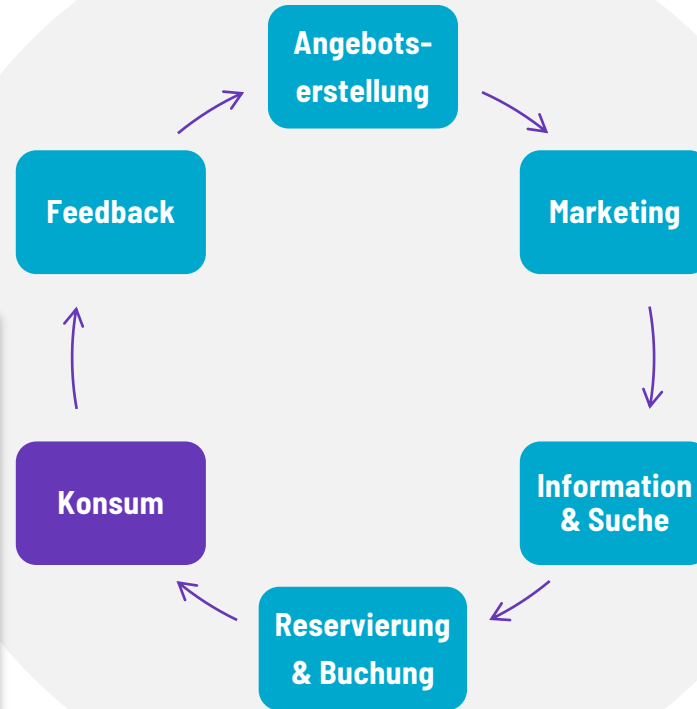 Angebots-
erstellung
Marketing
Information
& Suche
Reservierung
& Buchung
Konsum
Feedback